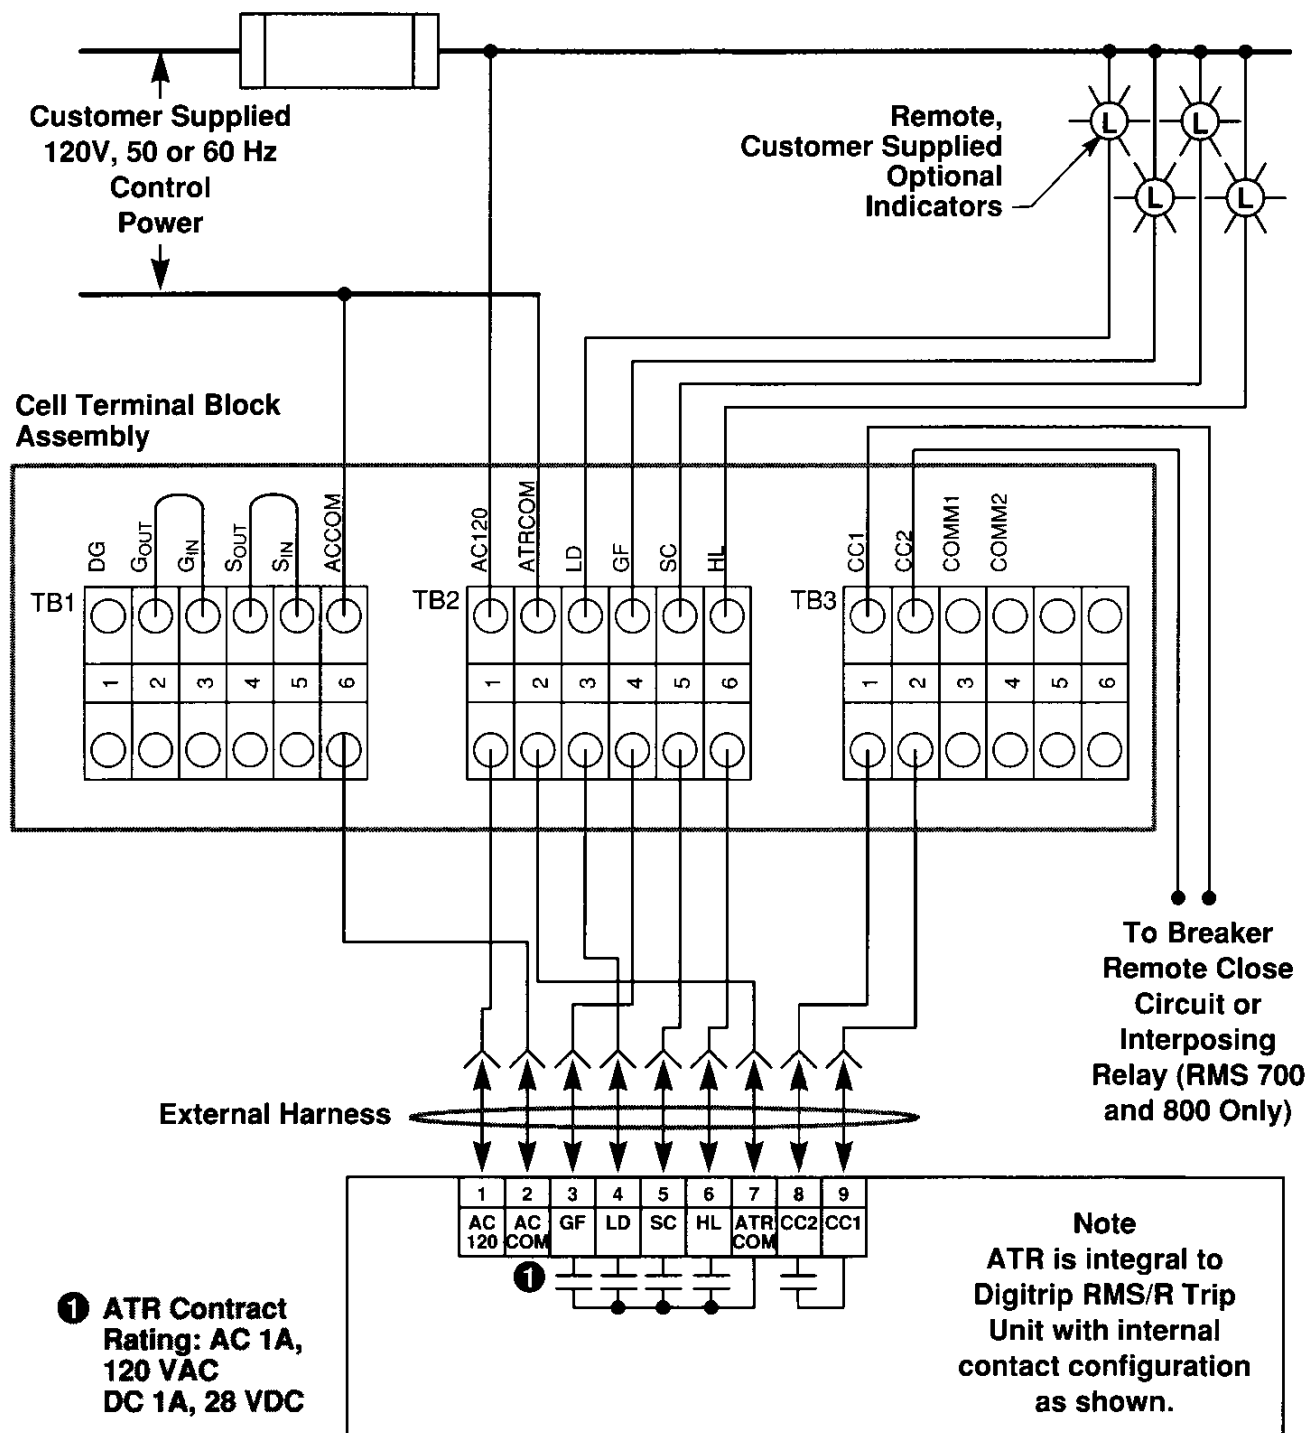 Customer Supplied
120V, 50 or 60 Hz
Control
Power
Remote,
Customer Supplied
Optional
Indicators
L L
L L
Cell Terminal Block
Assembly
DG GOUT GIN SOUT SIN ACCOM
AC120 ATRCOM LD GF SC HL
CC1 CC2 COMM1 COMM2
TB1
TB2
TB3
1 2 3 4 5 6
1 2 3 4 5 6
1 2 3 4 5 6
To Breaker
Remote Close
Circuit or
Interposing
Relay (RMS 700
and 800 Only)
External Harness
1 2 3 4 5 6 7 8 9
AC
120
AC
COM
GF
LD
SC
HL
ATR
COM
CC2
CC1
1
1 ATR Contract
Rating: AC 1A,
120 VAC
DC 1A, 28 VDC
Note
ATR is integral to
Digitrip RMS/R Trip
Unit with internal
contact configuration
as shown.